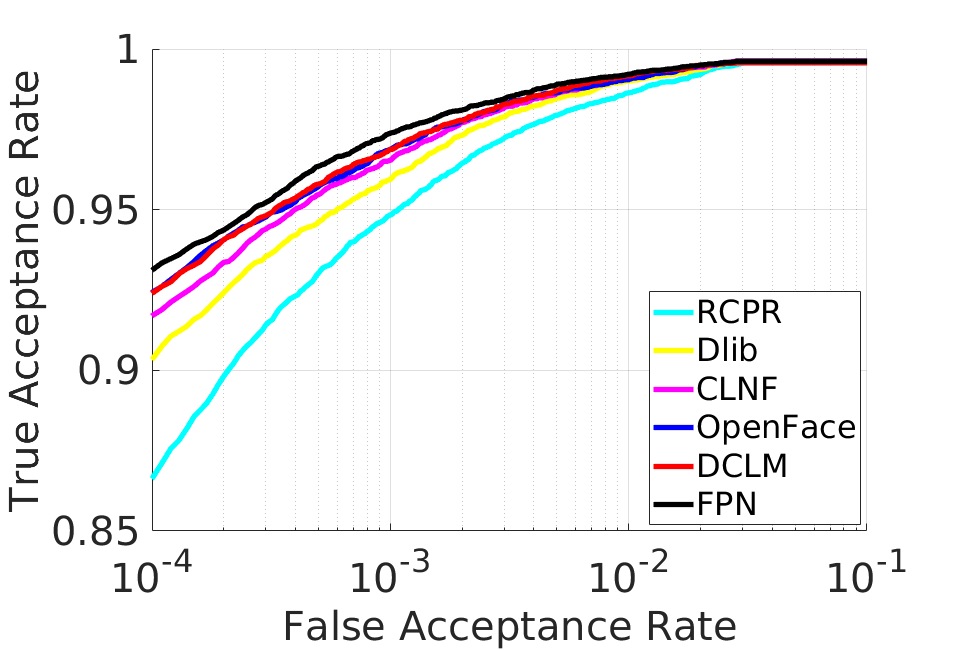 True Acceptance Rate
1
0.95
0.9
0.85
10^-4
10^-3
10^-2
10^-1
False Acceptance Rate
RCPR
Dlib
CLNF
OpenFace
DCLM
FPN